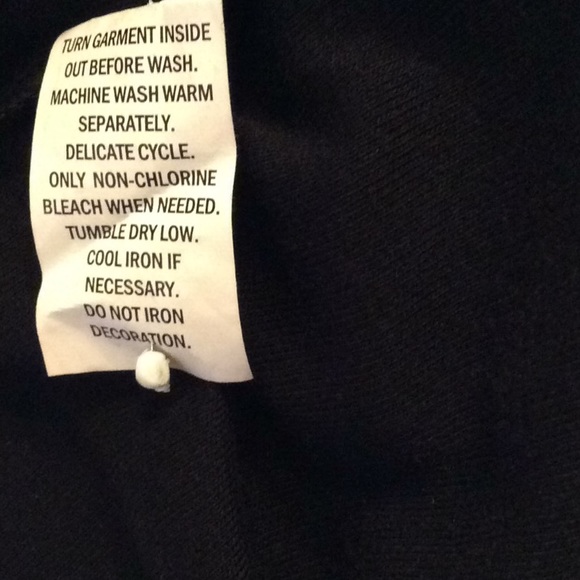 TURN GARMENT INSIDE
OUT BEFORE WASH.
MACHINE WASH WARM
SEPARATELY.
DELICATE CYCLE.
ONLY NON-CHLORINE
BLEACH WHEN NEEDED.
TUMBLE DRY LOW.
COOL IRON IF
NECESSARY.
DO NOT IRON
DECORATION.